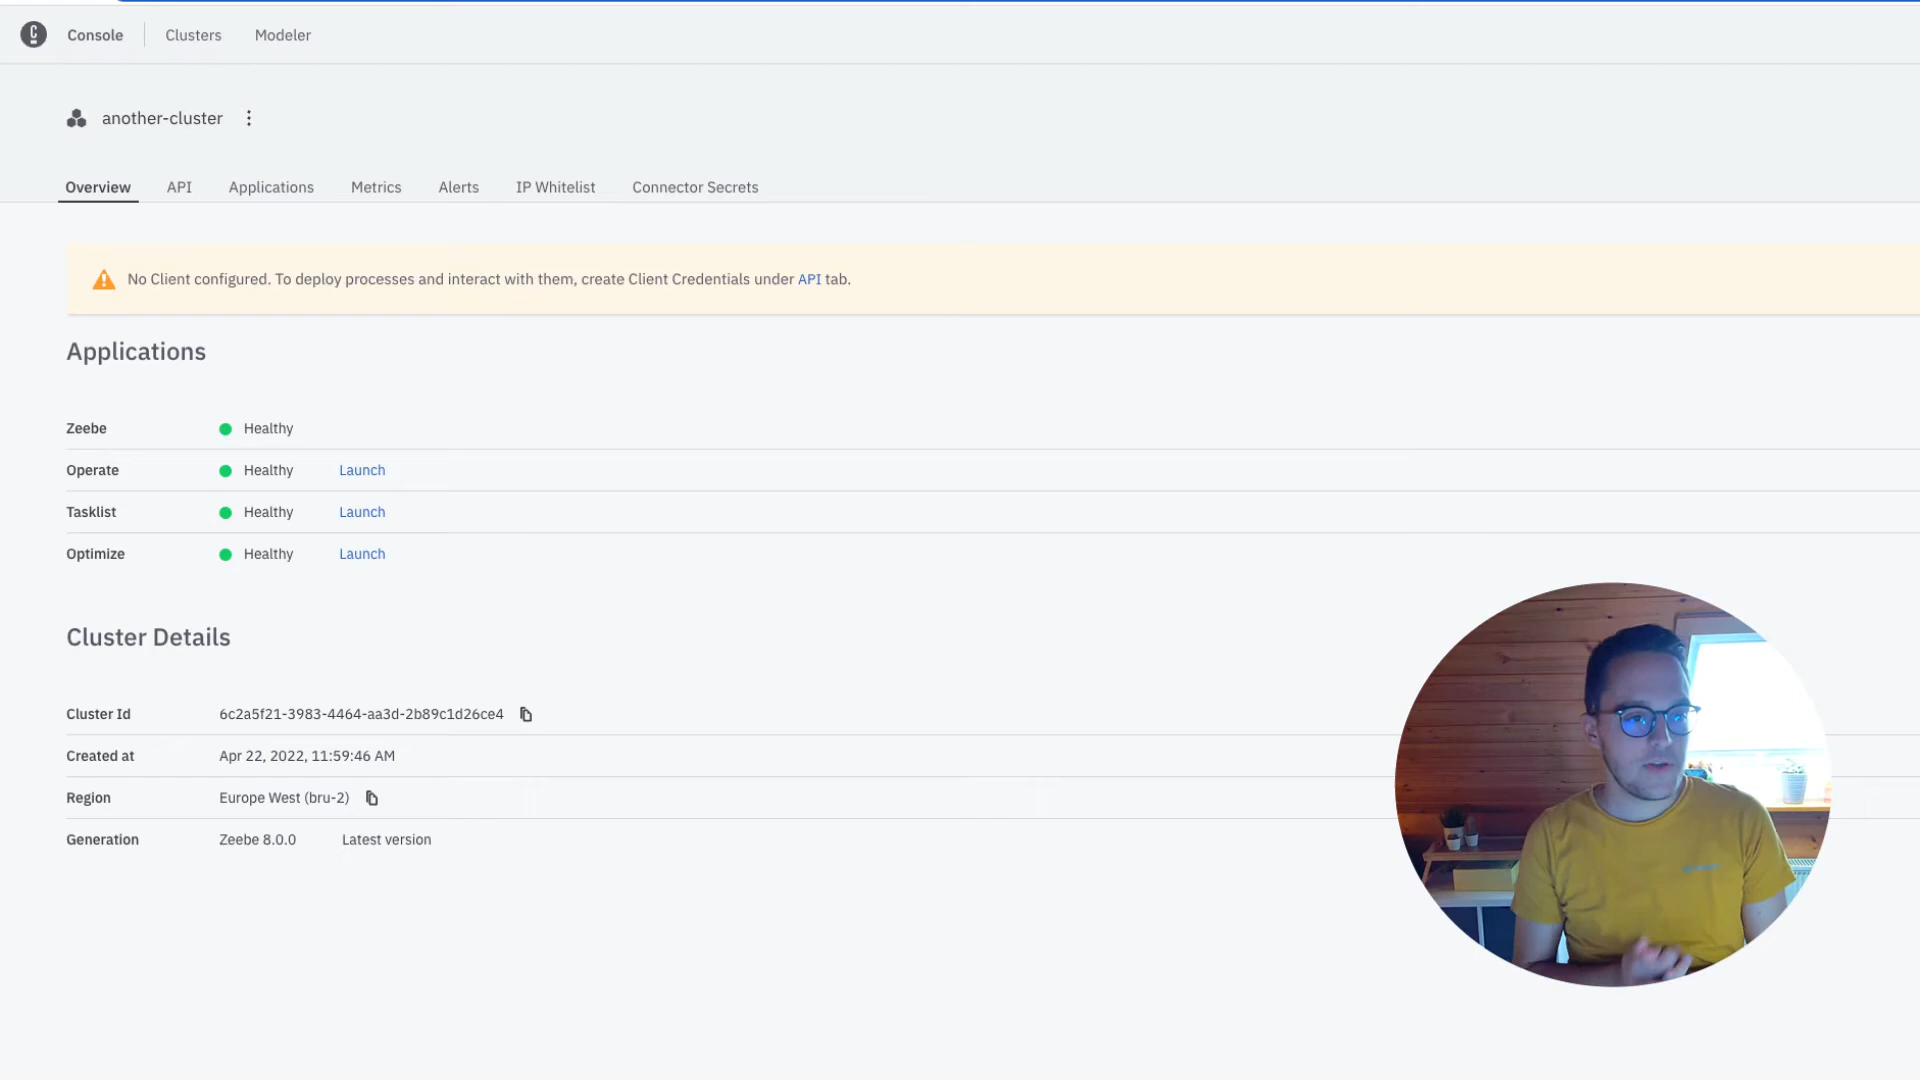 Console Clusters Modeler
another-cluster
Overview API Applications Metrics Alerts IP Whitelist Connector Secrets
No Client configured. To deploy processes and interact with them, create Client Credentials under API tab.
Applications
Zeebe Healthy
Operate Healthy Launch
Tasklist Healthy Launch
Optimize Healthy Launch
Cluster Details
Cluster Id 6c2a5f21-3983-4464-aa3d-2b89c1d26ce4
Created at Apr 22, 2022, 11:59:46 AM
Region Europe West (bru-2)
Generation Zeebe 8.0.0 Latest version